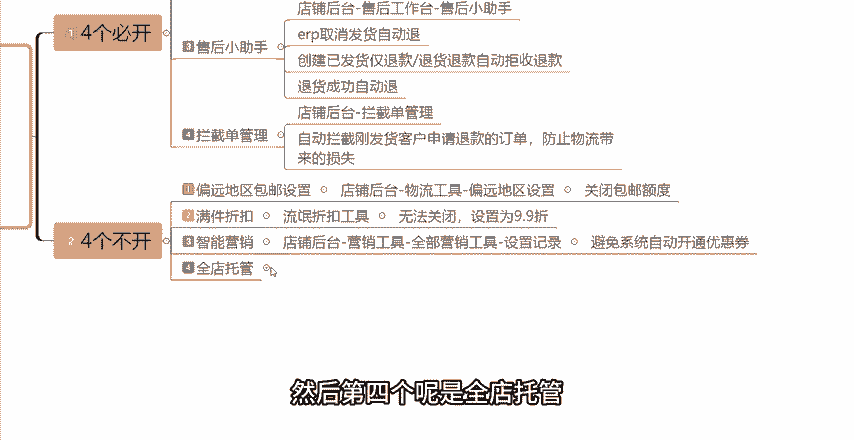 4个必开
店铺后台-售后工作台-售后小助手
3 售后小助手
erp取消发货自动退
创建已发货仅退款/退货退款自动拒收退款
退货成功自动退
4 拦截单管理
店铺后台-拦截单管理
自动拦截刚发货客户申请退款的订单，防止物流带
来的损失
2 4个不开
1 偏远地区包邮设置 店铺后台-物流工具-偏远地区设置 关闭包邮额度
2 满件折扣 流氓折扣工具 无法关闭，设置为9.9折
3 智能营销 店铺后台-营销工具-全部营销工具-设置记录 避免系统自动开通优惠券
4 全店托管
然后第四个呢是全店托管